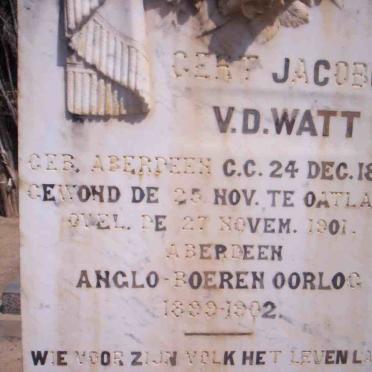 GERT JACOB
V.D. WATT
GEB. ABERDEEN C.C. 24 DEC. 18
GEWOND DE 25 NOV. TE OATLA
OVEL. DE 27 NOVEM. 1901.
ABERDEEN
ANGLO-BOEREN OORLOG
1899-1902.
WIE VOOR ZIJN VOLK HET LEVEN LA